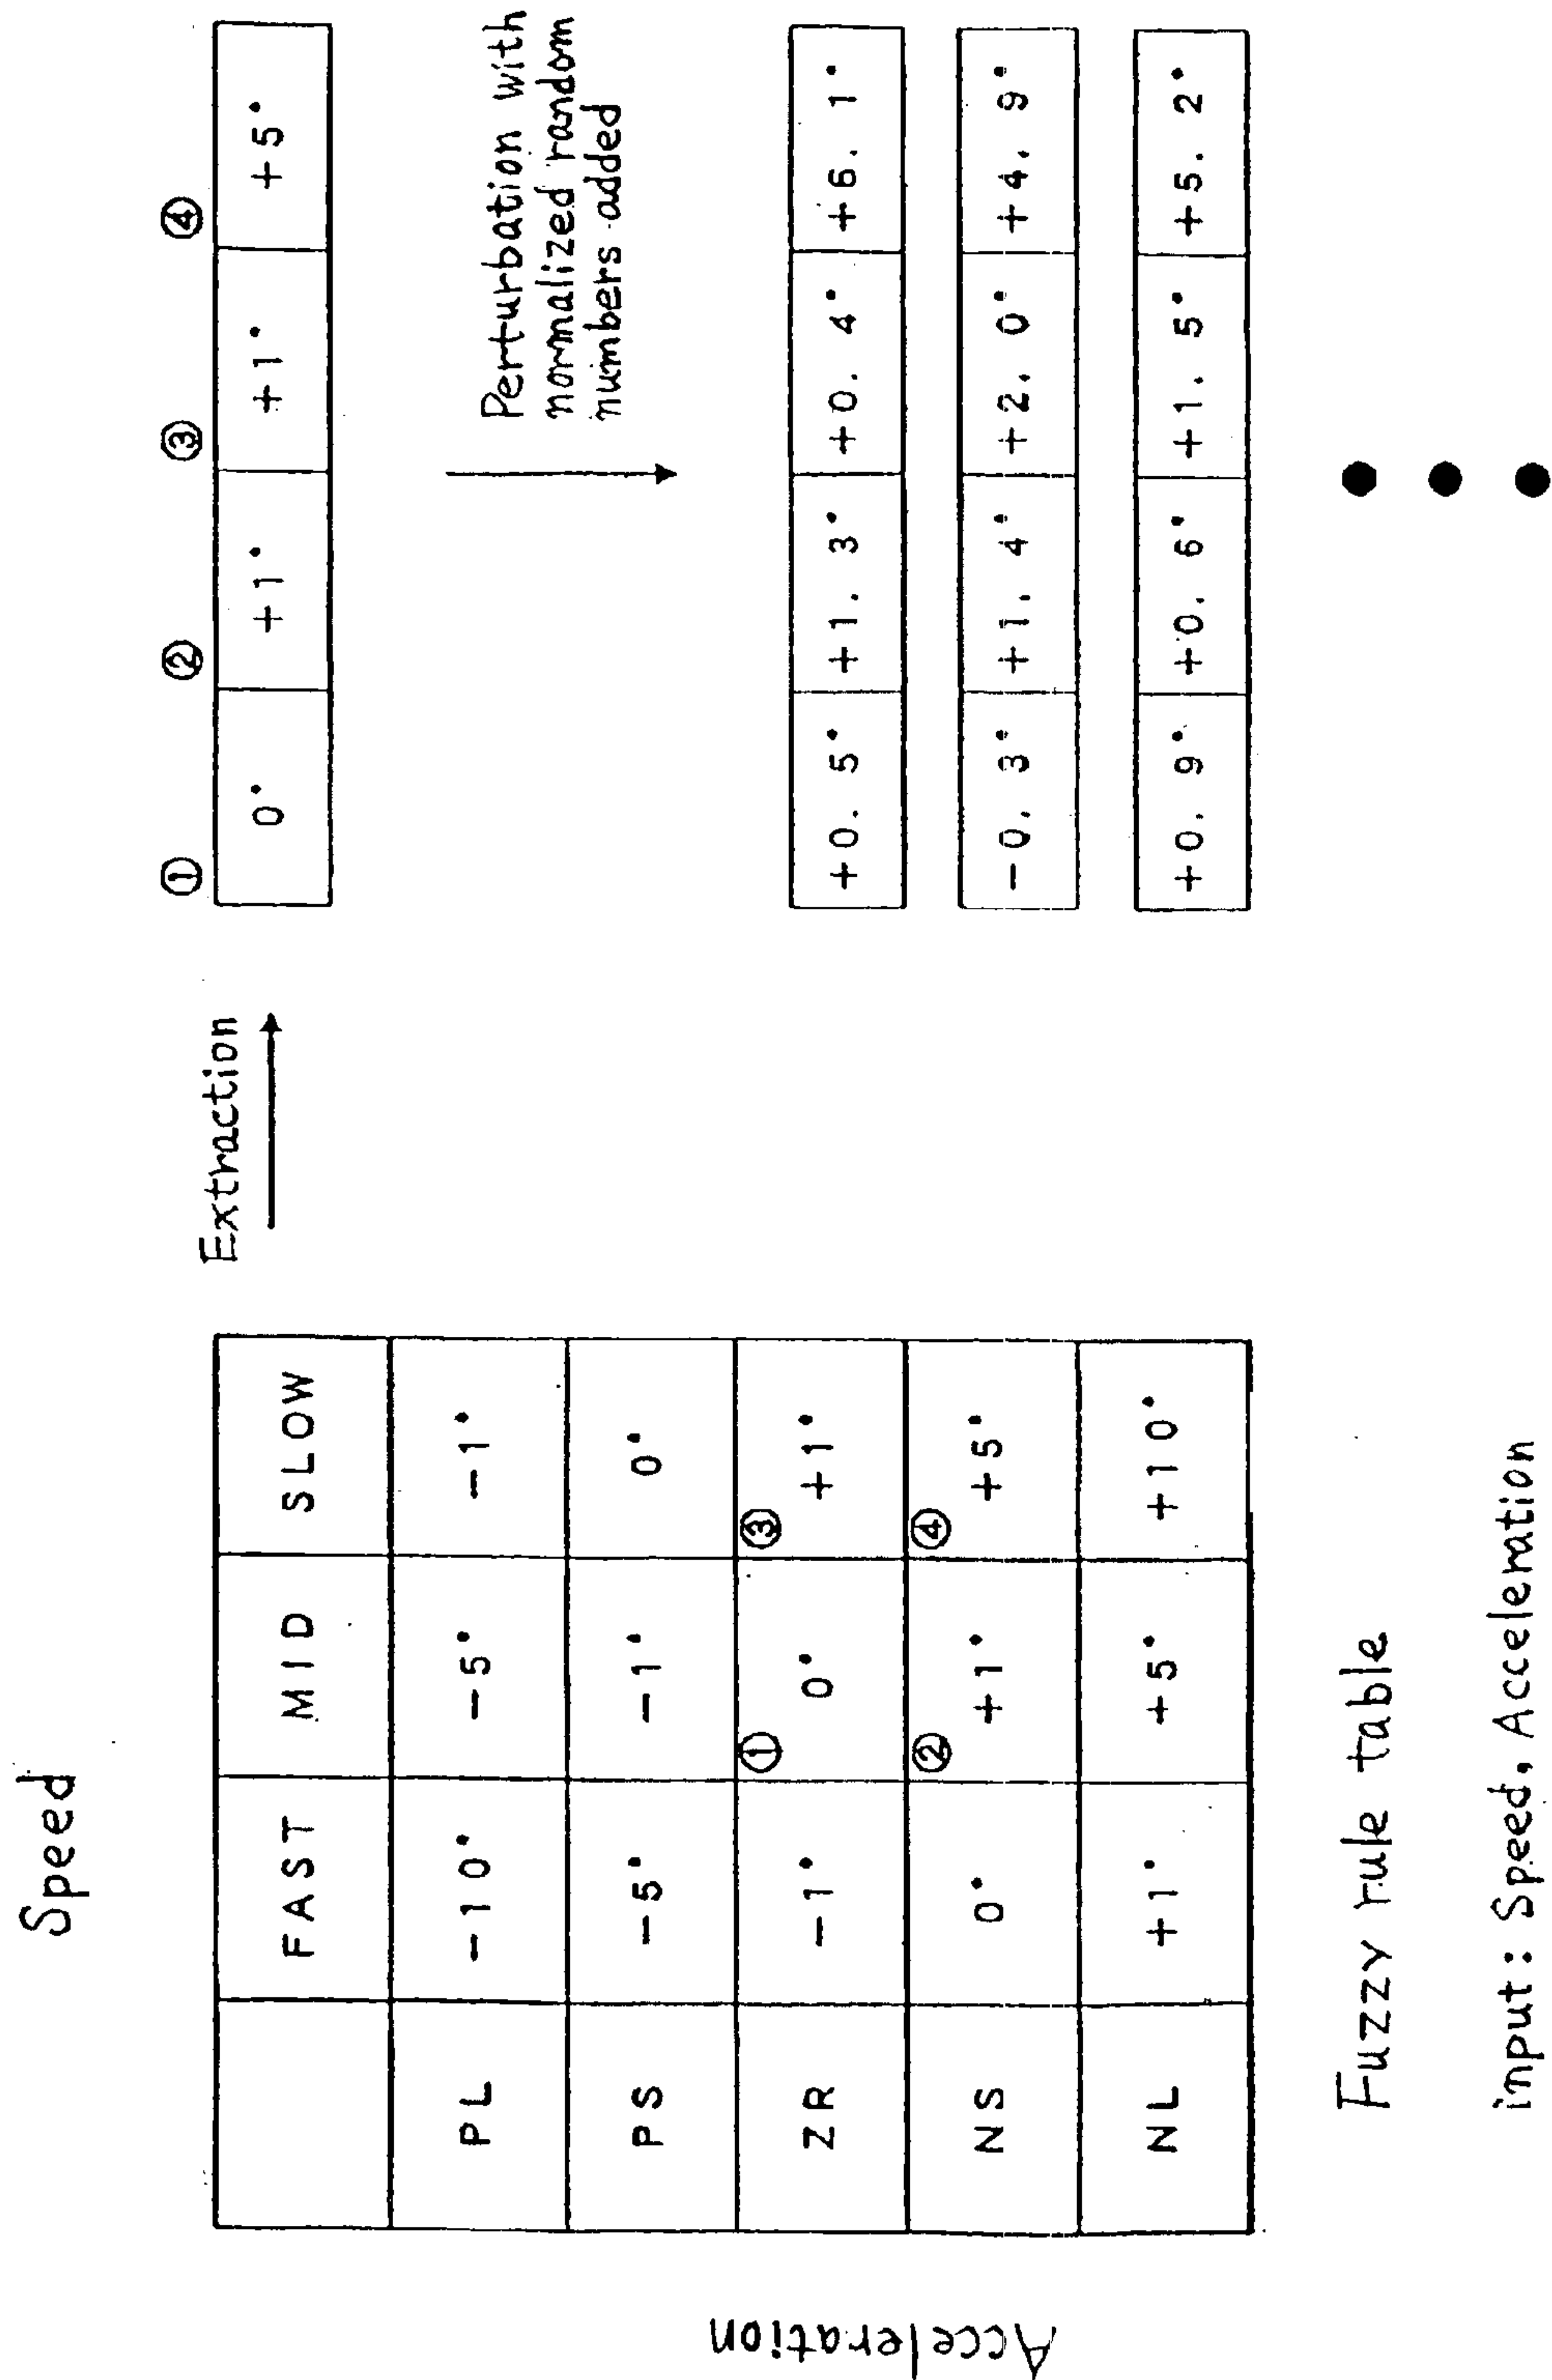 Speed
Acceleration
FAST MID SLOW
PL −10° −5° −1°
PS −5° −1° 0°
ZR −1° ① 0° ③ +1°
NS 0° ② +1° ④ +5°
NL +1° +5° +10°
Fuzzy rule table
input: Speed, Acceleration
Extraction
① ② ③ ④
0° +1° +1° +5°
Perturbation with
normalized random
numbers added
+0.5° +1.3° +0.4° +6.1°
−0.3° +1.4° +2.0° +4.9°
+0.9° +0.6° +1.5° +5.2°